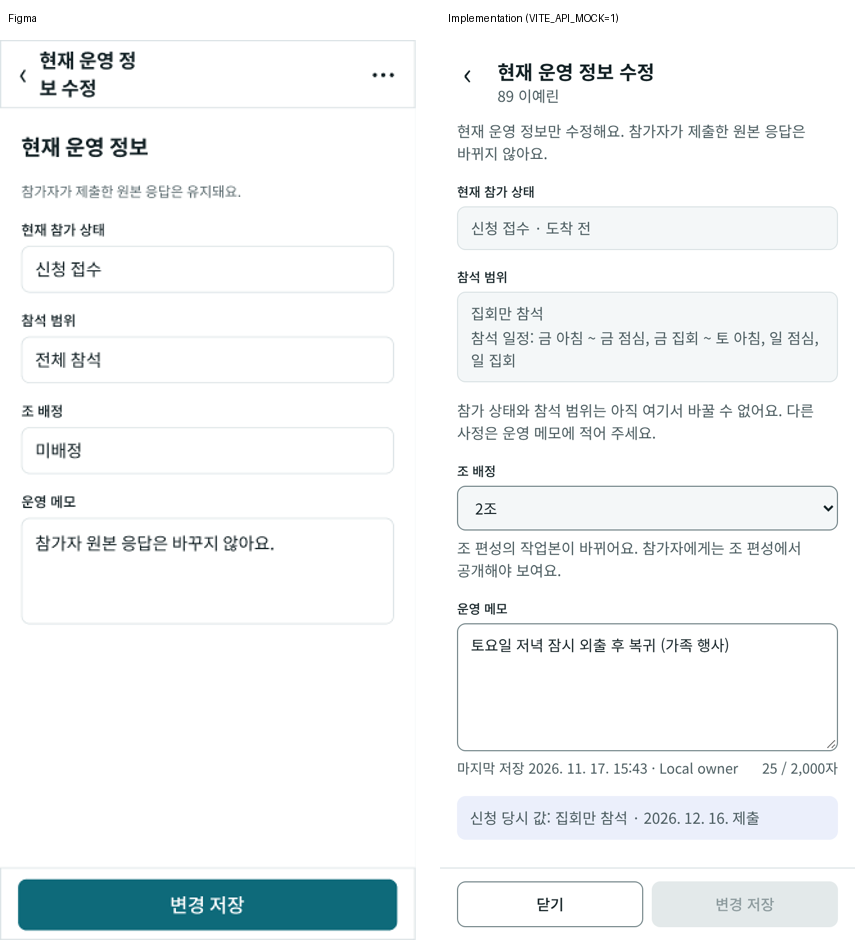 Figma
현재 운영 정
보 수정
현재 운영 정보
참가자가 제출한 원본 응답은 유지돼요.
현재 참가 상태
신청 접수
참석 범위
전체 참석
조 배정
미배정
운영 메모
참가자 원본 응답은 바꾸지 않아요.
변경 저장
Implementation (VITE_API_MOCK=1)
현재 운영 정보 수정
89 이예린
현재 운영 정보만 수정해요. 참가자가 제출한 원본 응답은
바뀌지 않아요.
현재 참가 상태
신청 접수 · 도착 전
참석 범위
집회만 참석
참석 일정: 금 아침 ~ 금 점심, 금 집회 ~ 토 아침, 일 점심,
일 집회
참가 상태와 참석 범위는 아직 여기서 바꿀 수 없어요. 다른
사정은 운영 메모에 적어 주세요.
조 배정
2조
조 편성의 작업본이 바뀌어요. 참가자에게는 조 편성에서
공개해야 보여요.
운영 메모
토요일 저녁 잠시 외출 후 복귀 (가족 행사)
마지막 저장 2026. 11. 17. 15:43 · Local owner
25 / 2,000자
신청 당시 값: 집회만 참석 · 2026. 12. 16. 제출
닫기
변경 저장